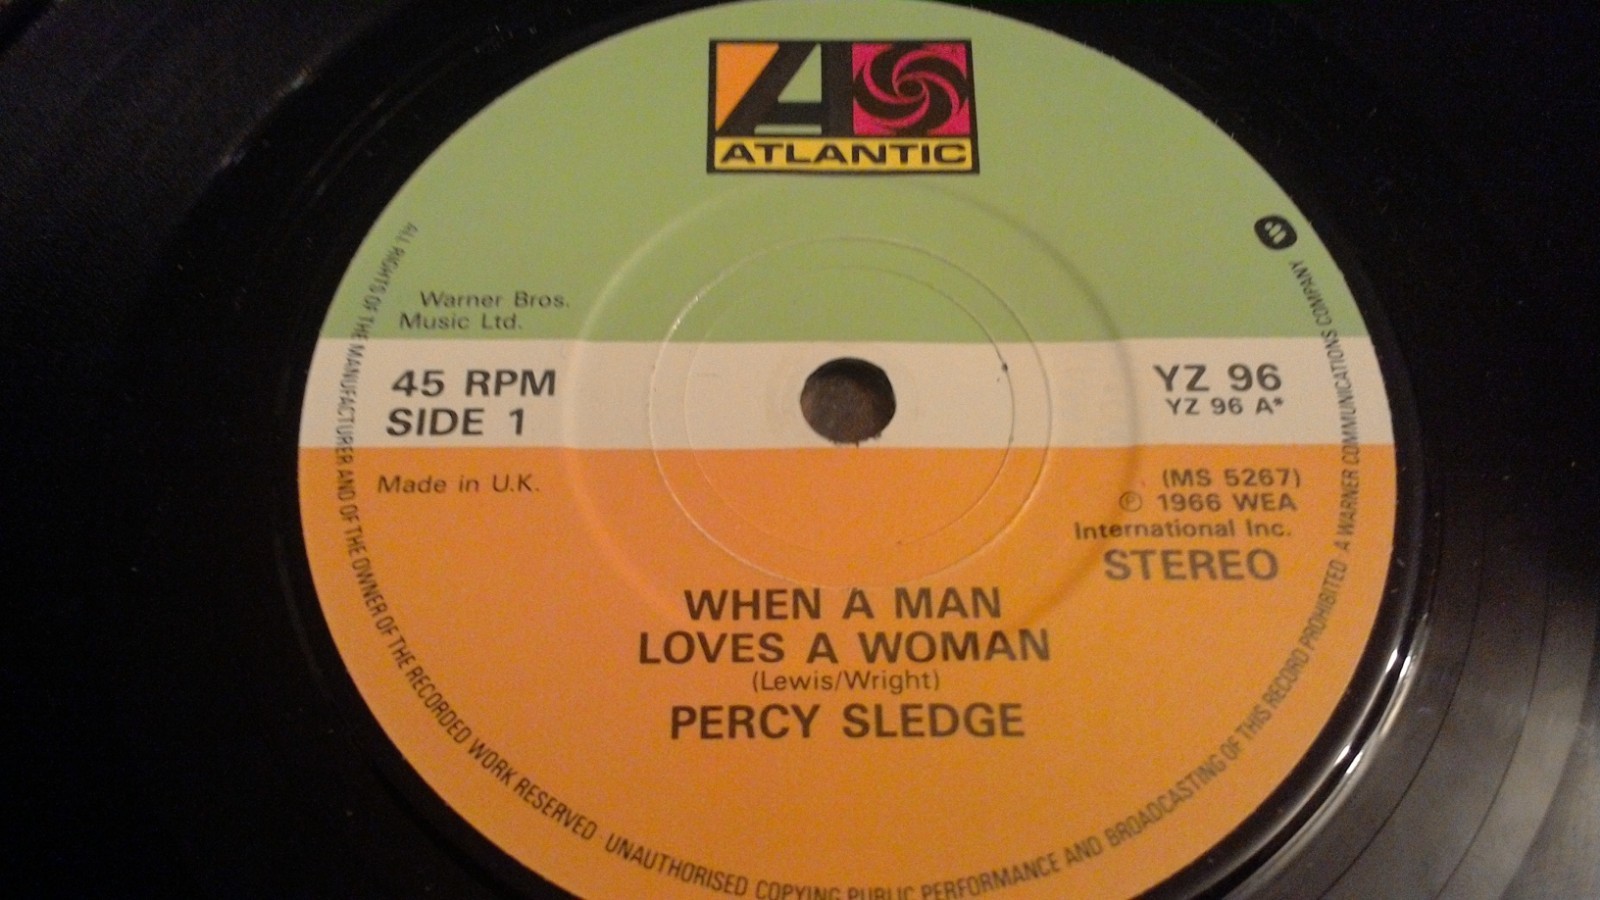 ATLANTIC
Warner Bros.
Music Ltd.
45 RPM
SIDE 1
YZ 96
YZ 96 A*
Made in U.K.
(MS 5267)
℗ 1966 WEA
International Inc.
STEREO
WHEN A MAN
LOVES A WOMAN
(Lewis/Wright)
PERCY SLEDGE
ALL RIGHTS OF THE MANUFACTURER AND OF THE OWNER OF THE RECORDED WORK RESERVED · UNAUTHORISED COPYING PUBLIC PERFORMANCE AND BROADCASTING OF THIS RECORD PROHIBITED A WARNER COMMUNICATIONS COMPANY